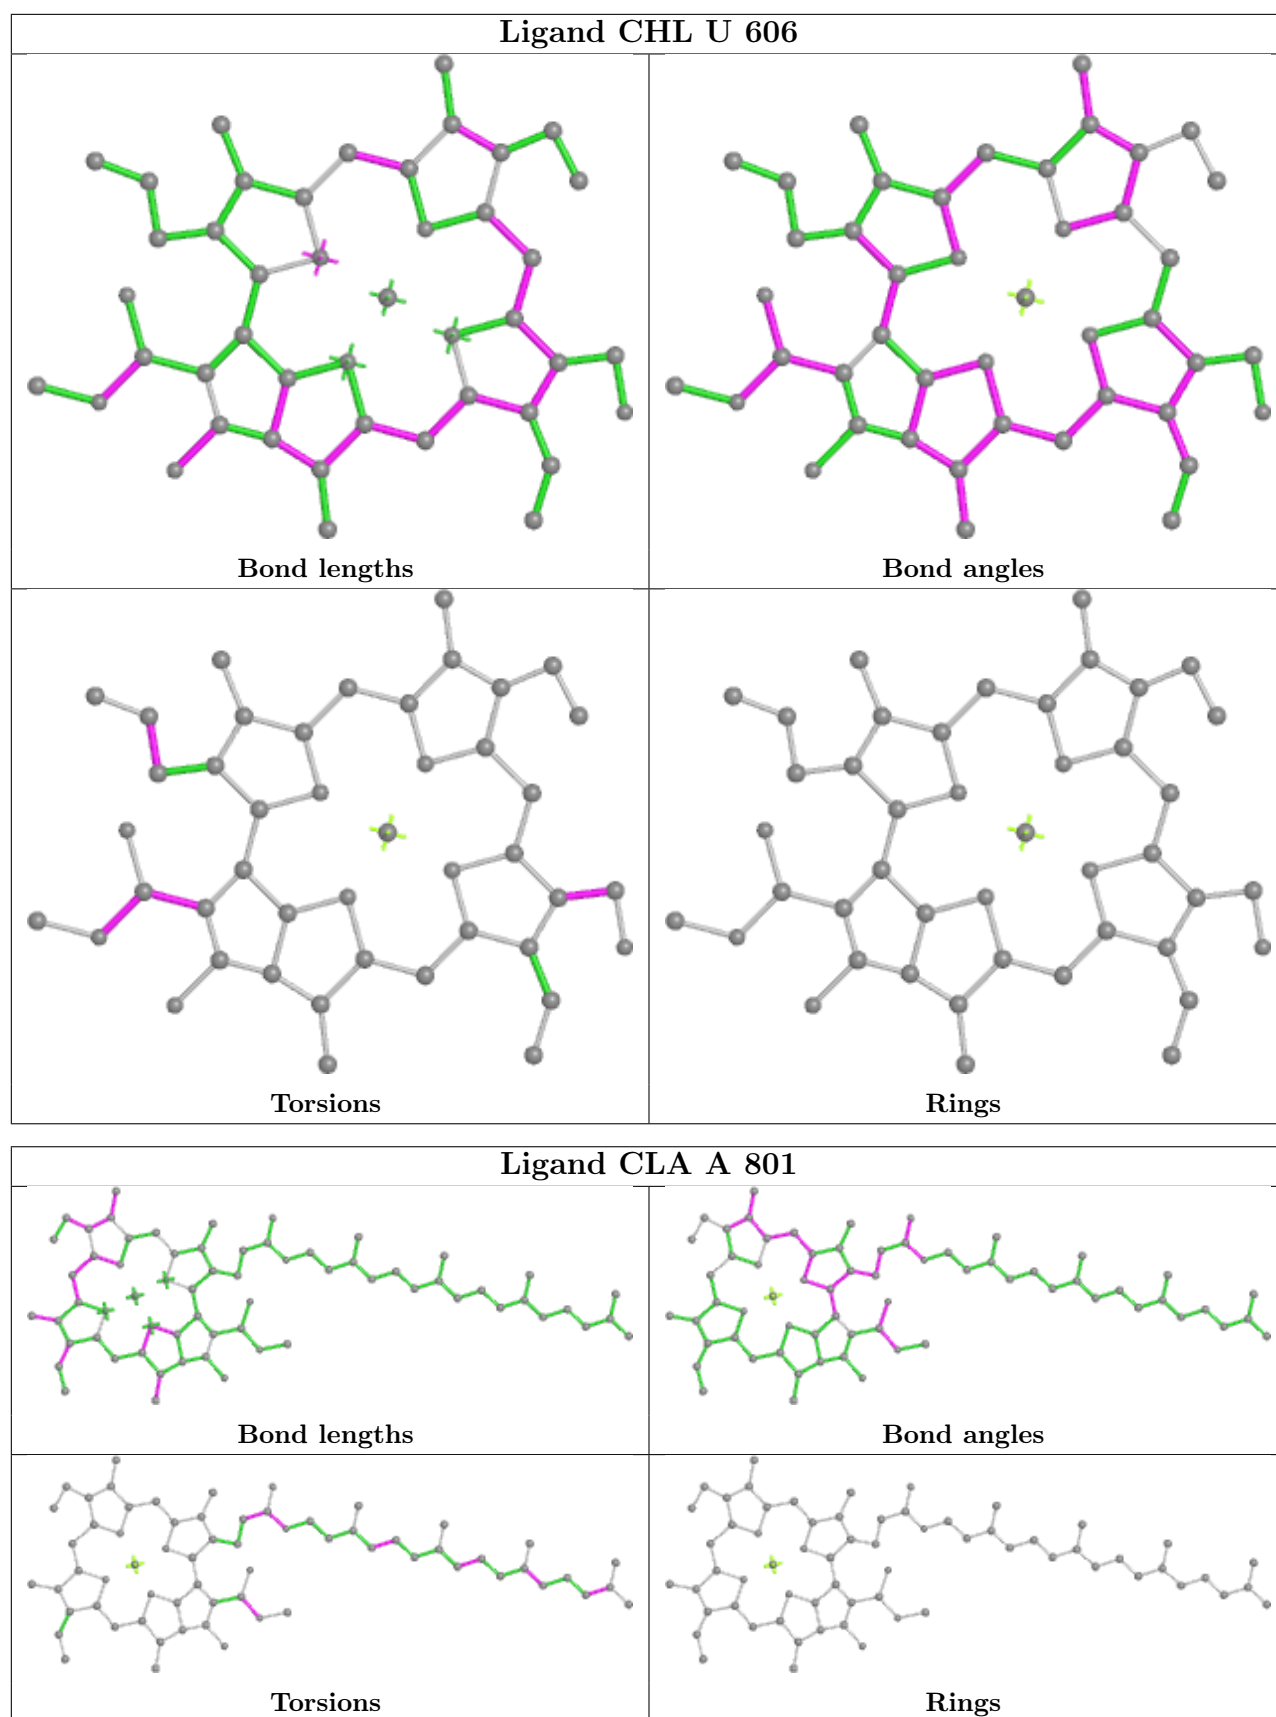 Ligand CHL U 606
Bond lengths
Bond angles
Torsions
Rings
Ligand CLA A 801
Bond lengths
Bond angles
Torsions
Rings